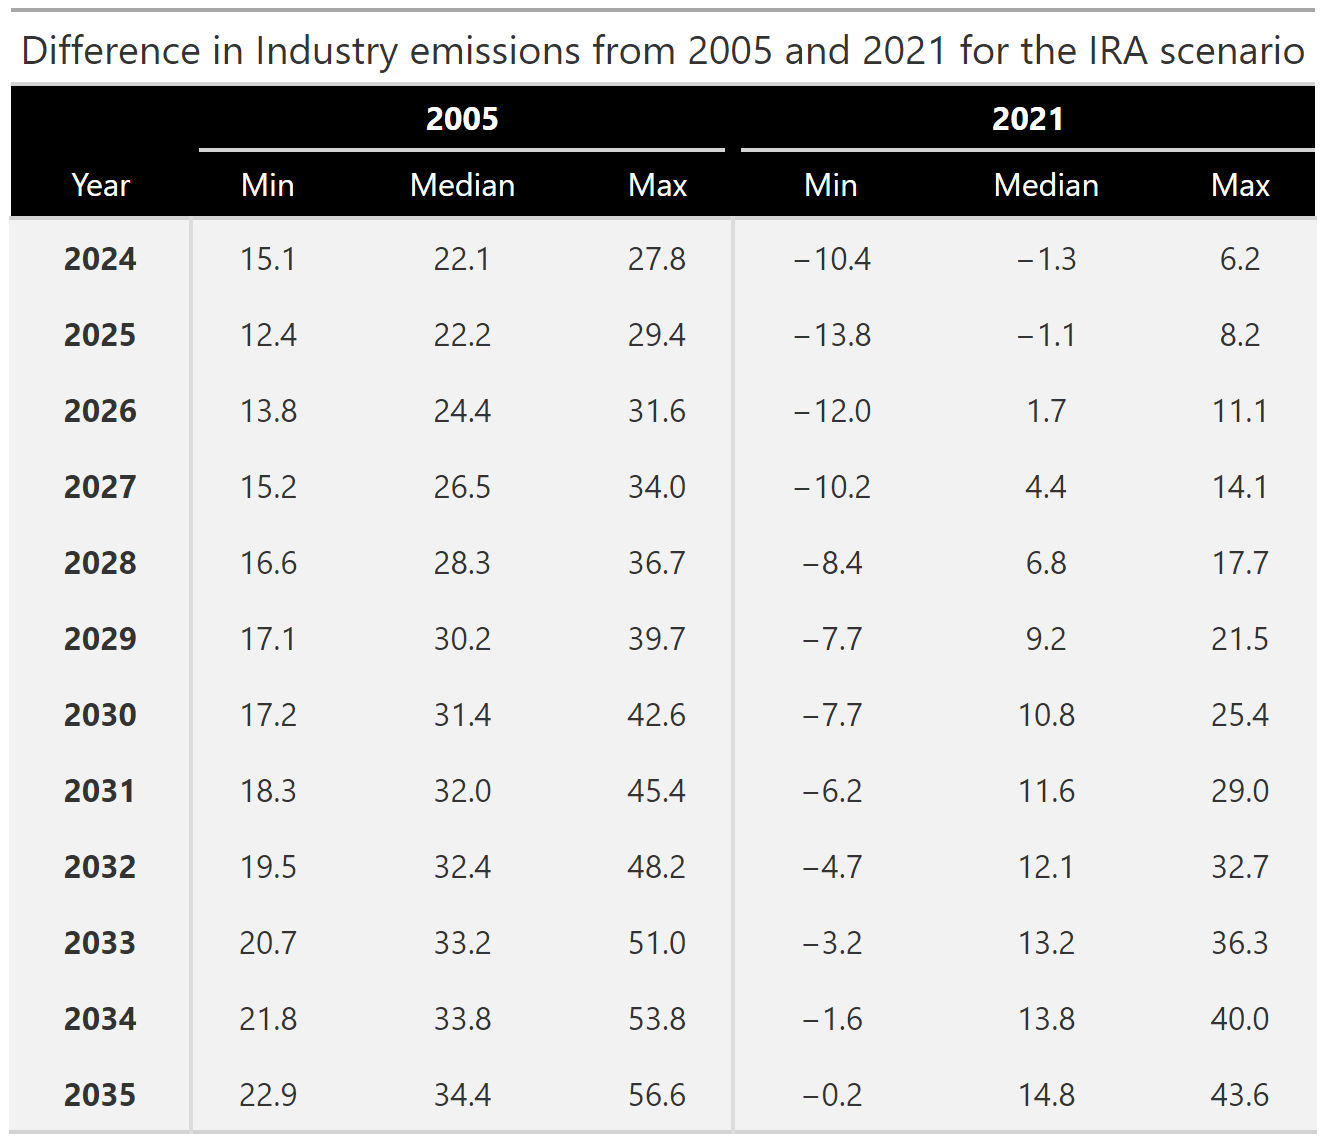 Difference in Industry emissions from 2005 and 2021 for the IRA scenario
2005 2021
Year Min Median Max Min Median Max
2024 15.1 22.1 27.8 −10.4 −1.3 6.2
2025 12.4 22.2 29.4 −13.8 −1.1 8.2
2026 13.8 24.4 31.6 −12.0 1.7 11.1
2027 15.2 26.5 34.0 −10.2 4.4 14.1
2028 16.6 28.3 36.7 −8.4 6.8 17.7
2029 17.1 30.2 39.7 −7.7 9.2 21.5
2030 17.2 31.4 42.6 −7.7 10.8 25.4
2031 18.3 32.0 45.4 −6.2 11.6 29.0
2032 19.5 32.4 48.2 −4.7 12.1 32.7
2033 20.7 33.2 51.0 −3.2 13.2 36.3
2034 21.8 33.8 53.8 −1.6 13.8 40.0
2035 22.9 34.4 56.6 −0.2 14.8 43.6